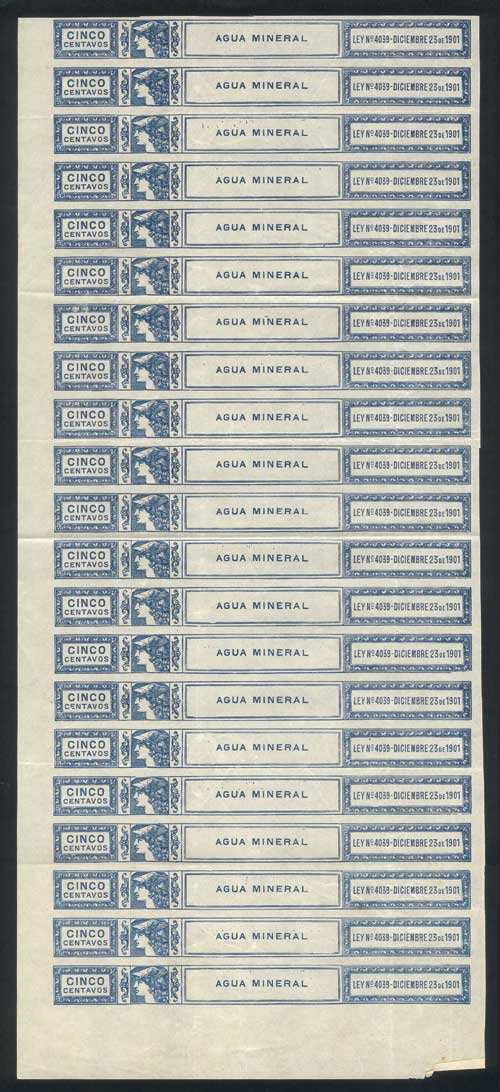 CINCO
CENTAVOS
AGUA MINERAL
LEY Nº 4039-DICIEMBRE 23 DE 1901
CINCO
CENTAVOS
AGUA MINERAL
LEY Nº 4039-DICIEMBRE 23 DE 1901
CINCO
CENTAVOS
AGUA MINERAL
LEY Nº 4039-DICIEMBRE 23 DE 1901
CINCO
CENTAVOS
AGUA MINERAL
LEY Nº 4039-DICIEMBRE 23 DE 1901
CINCO
CENTAVOS
AGUA MINERAL
LEY Nº 4039-DICIEMBRE 23 DE 1901
CINCO
CENTAVOS
AGUA MINERAL
LEY Nº 4039-DICIEMBRE 23 DE 1901
CINCO
CENTAVOS
AGUA MINERAL
LEY Nº 4039-DICIEMBRE 23 DE 1901
CINCO
CENTAVOS
AGUA MINERAL
LEY Nº 4039-DICIEMBRE 23 DE 1901
CINCO
CENTAVOS
AGUA MINERAL
LEY Nº 4039-DICIEMBRE 23 DE 1901
CINCO
CENTAVOS
AGUA MINERAL
LEY Nº 4039-DICIEMBRE 23 DE 1901
CINCO
CENTAVOS
AGUA MINERAL
LEY Nº 4039-DICIEMBRE 23 DE 1901
CINCO
CENTAVOS
AGUA MINERAL
LEY Nº 4039-DICIEMBRE 23 DE 1901
CINCO
CENTAVOS
AGUA MINERAL
LEY Nº 4039-DICIEMBRE 23 DE 1901
CINCO
CENTAVOS
AGUA MINERAL
LEY Nº 4039-DICIEMBRE 23 DE 1901
CINCO
CENTAVOS
AGUA MINERAL
LEY Nº 4039-DICIEMBRE 23 DE 1901
CINCO
CENTAVOS
AGUA MINERAL
LEY Nº 4039-DICIEMBRE 23 DE 1901
CINCO
CENTAVOS
AGUA MINERAL
LEY Nº 4039-DICIEMBRE 23 DE 1901
CINCO
CENTAVOS
AGUA MINERAL
LEY Nº 4039-DICIEMBRE 23 DE 1901
CINCO
CENTAVOS
AGUA MINERAL
LEY Nº 4039-DICIEMBRE 23 DE 1901
CINCO
CENTAVOS
AGUA MINERAL
LEY Nº 4039-DICIEMBRE 23 DE 1901
CINCO
CENTAVOS
AGUA MINERAL
LEY Nº 4039-DICIEMBRE 23 DE 1901